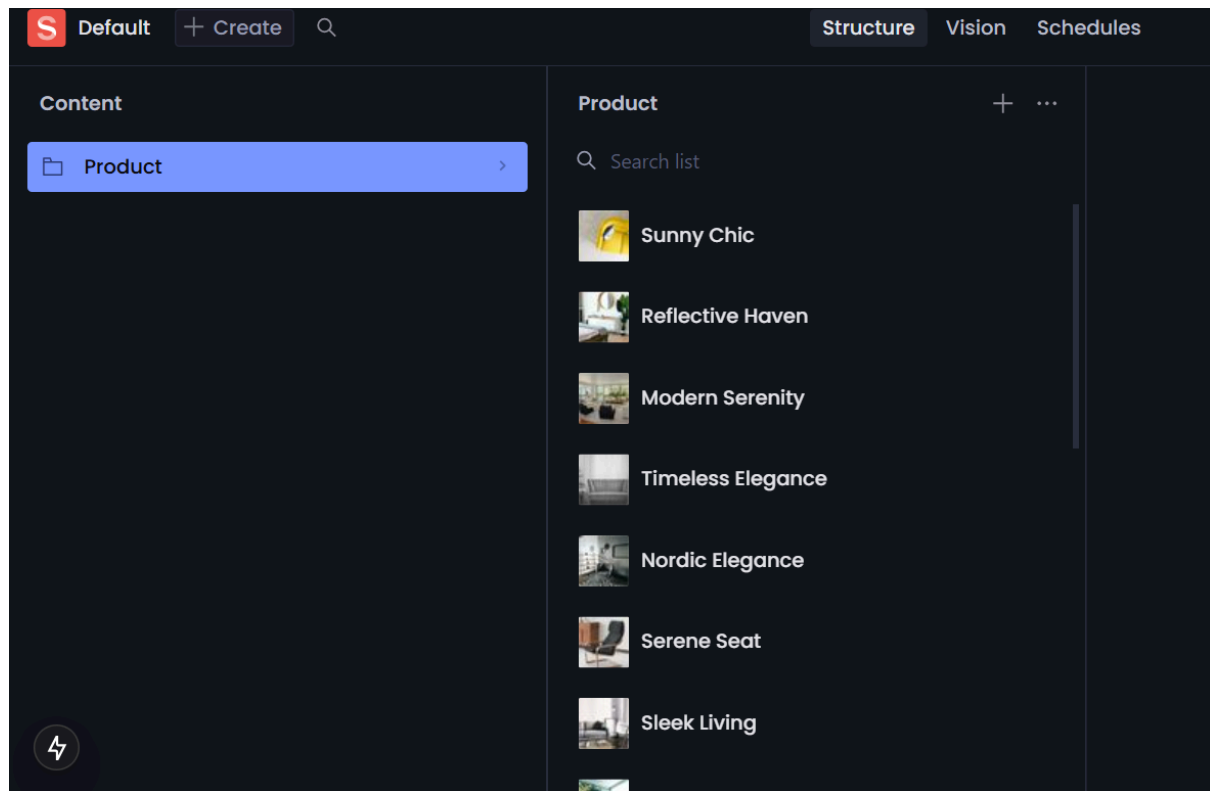 S Default + Create Structure Vision Schedules
Content
Product
Product
Search list
Sunny Chic
Reflective Haven
Modern Serenity
Timeless Elegance
Nordic Elegance
Serene Seat
Sleek Living